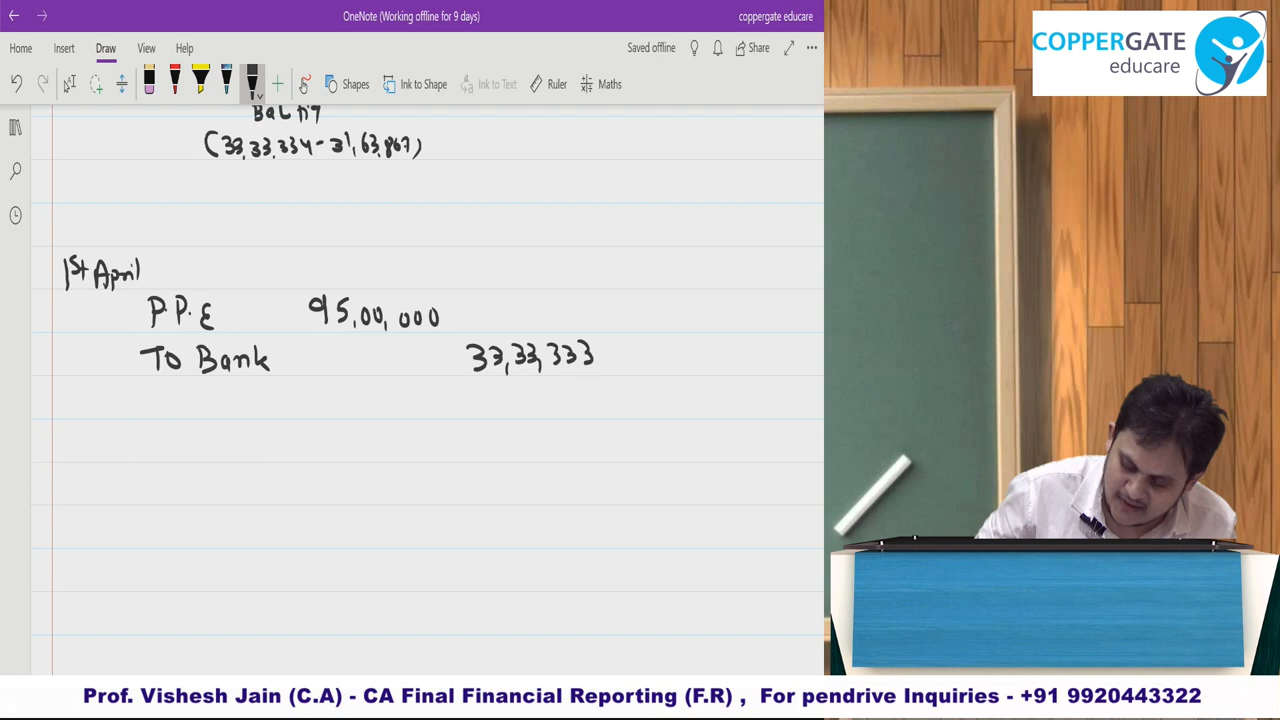 OneNote (Working offline for 9 days)
coppergate educare
Home Insert Draw View Help
Saved offline Share
Shapes Ink to Shape Ink to Text Ruler Maths
COPPERGATE
educare
Bal
(33,33,334 - 31,63,867)
1st April
P.P.E 95,00,000
To Bank 33,33,333
Prof. Vishesh Jain (C.A) - CA Final Financial Reporting (F.R) , For pendrive Inquiries - +91 9920443322